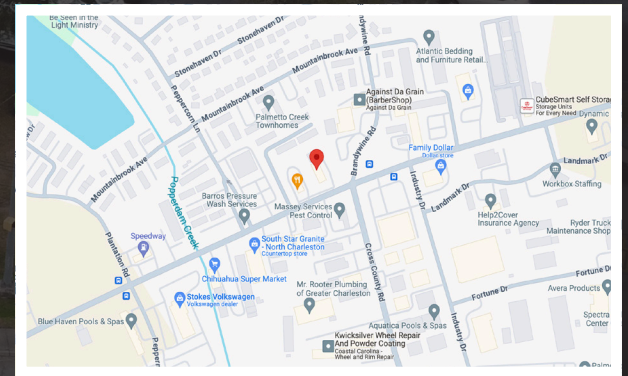 Be Seen in the
Light Ministry
Stonehaven Dr
Stonehaven Dr
Mountainbrook Ave
Brandywine Rd
Atlantic Bedding
and Furniture Retail...
Peppercorn Ln
Against Da Grain
(BarberShop)
Against Da Grain
CubeSmart Self Storag
Storage Units
For Every Need
Dynamic
Palmetto Creek
Townhomes
Mountainbrook Ave
Brandywine Rd
Family Dollar
Dollar store
Landmark Dr
Workbox Staffing
Industry Dr
Landmark Dr
Barros Pressure
Wash Services
Massey Services
Pest Control
Popperdam Creek
Help2Cover
Insurance Agency
Ryder Truck
Maintenance Shop
Speedway
Plantation Rd
South Star Granite
- North Charleston
Countertop store
Cross County Rd
Chihuahua Super Market
Fortune Dr
Mr. Rooter Plumbing
of Greater Charleston
Fortune Dr
Avera Products
Stokes Volkswagen
Volkswagen dealer
Blue Haven Pools & Spas
Aquatica Pools & Spas
Industry Dr
Spectra
Center
Kwicksilver Wheel Repair
And Powder Coating
Coastal Carolina -
Wheel and Rim Repair
Pepperc
Palm